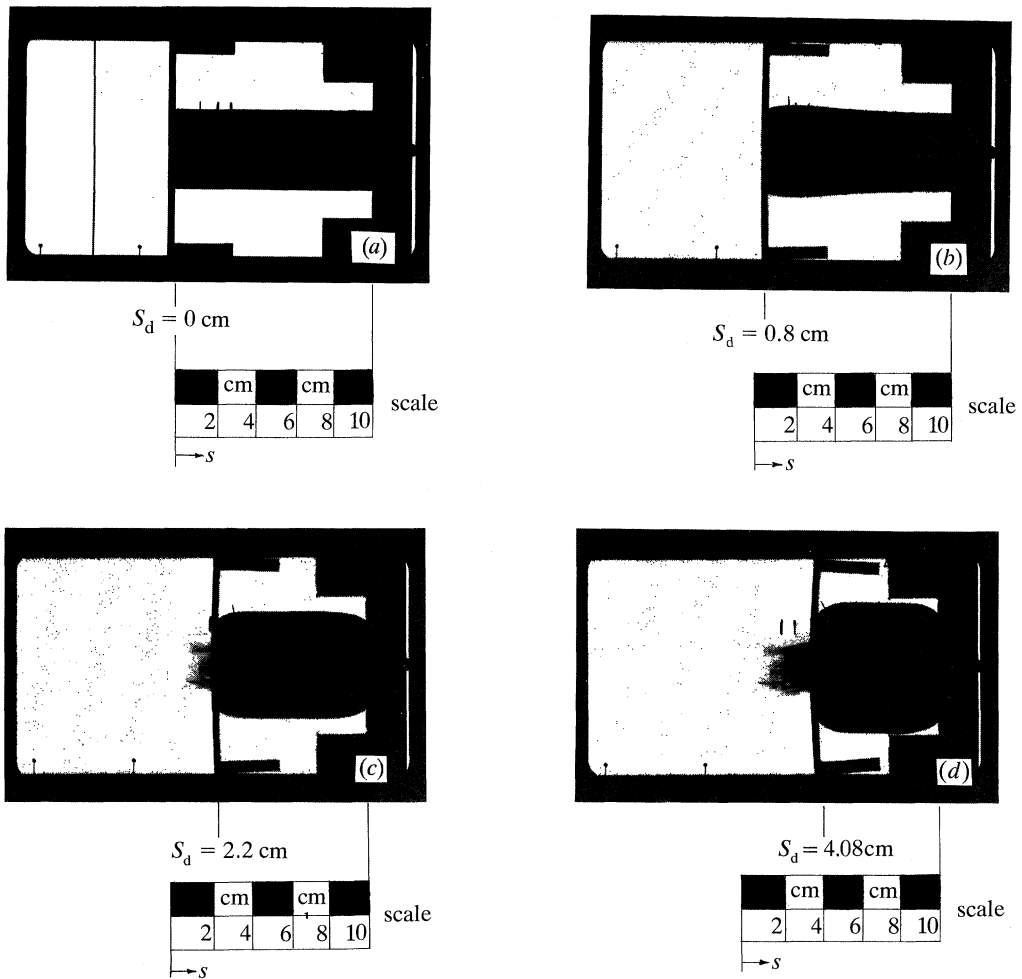 (a)
S_d = 0 cm
cm cm
scale
2 4 6 8 10
s
(b)
S_d = 0.8 cm
cm cm
scale
2 4 6 8 10
s
(c)
S_d = 2.2 cm
cm cm
scale
2 4 6 8 10
s
(d)
S_d = 4.08cm
cm cm
scale
2 4 6 8 10
s